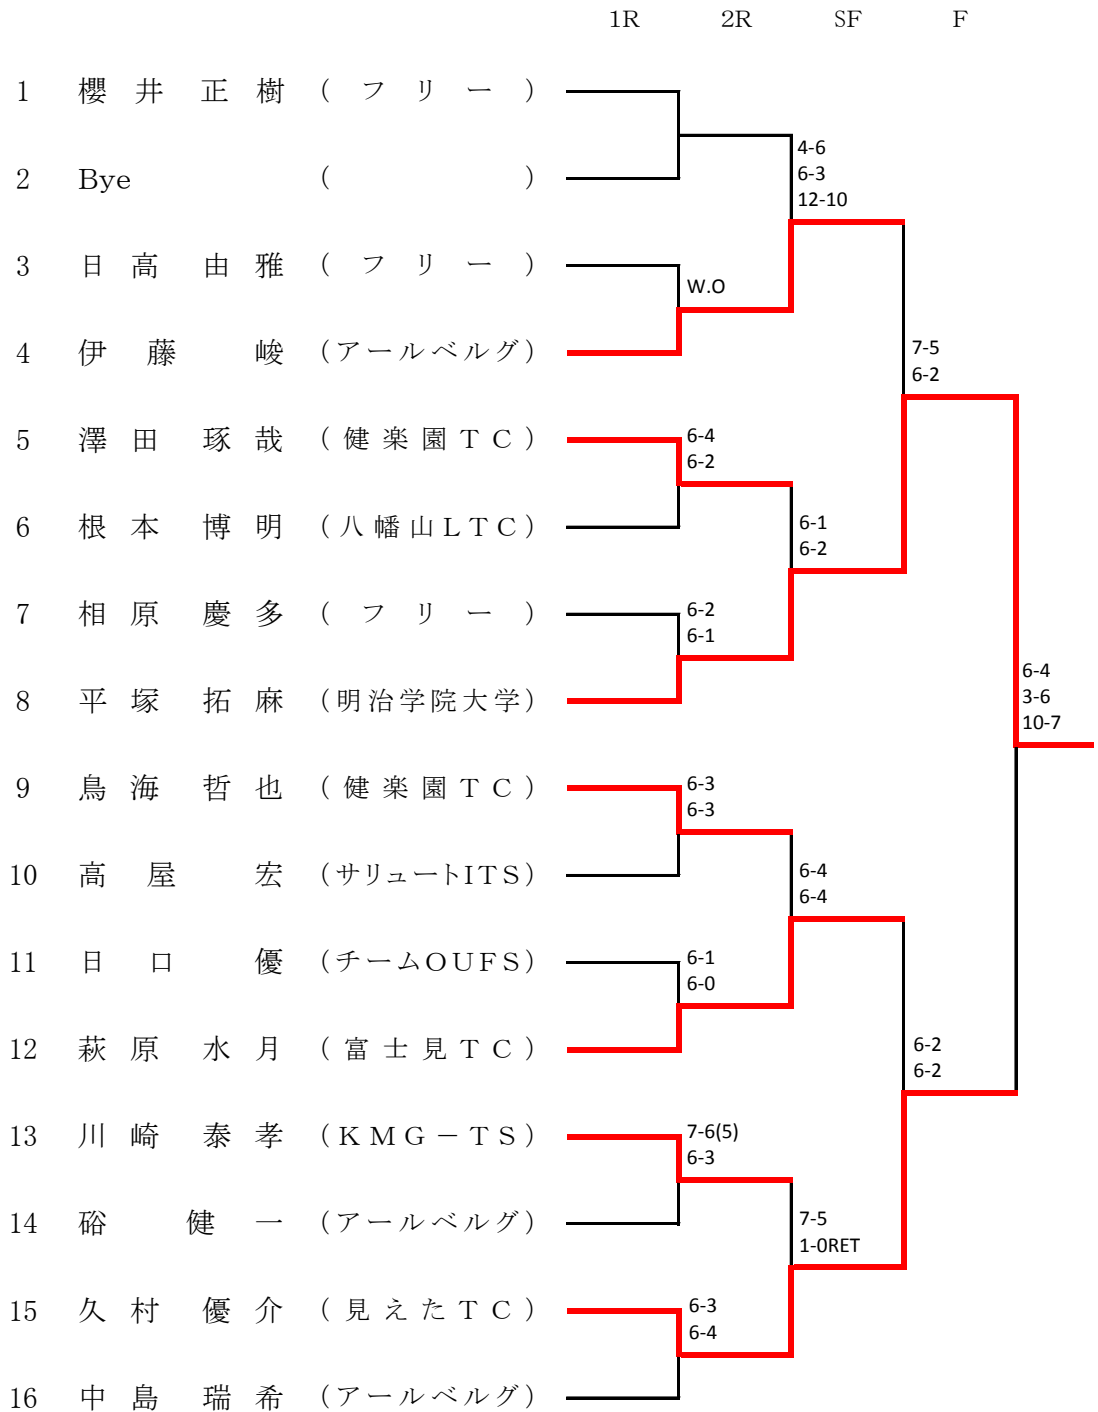 1R 2R SF F
1 櫻井 正樹 (フリー)
4-6
2 Bye ( )
6-3
12-10
3 日高 由雅 (フリー)
W.O
4 伊藤 峻 (アールベルグ)
7-5
6-2
5 澤田 琢哉 (健楽園TC)
6-4
6-2
6 根本 博明 (八幡山LTC)
6-1
6-2
7 相原 慶多 (フリー)
6-2
6-1
8 平塚 拓麻 (明治学院大学)
6-4
3-6
10-7
9 鳥海 哲也 (健楽園TC)
6-3
6-3
10 高屋 宏 (サリュートITS)
6-4
6-4
11 日口 優 (チームOUFS)
6-1
6-0
12 萩原 水月 (富士見TC)
6-2
6-2
13 川崎 泰孝 (KMG－TS)
7-6(5)
6-3
14 硲 健一 (アールベルグ)
7-5
1-0RET
15 久村 優介 (見えたTC)
6-3
6-4
16 中島 瑞希 (アールベルグ)